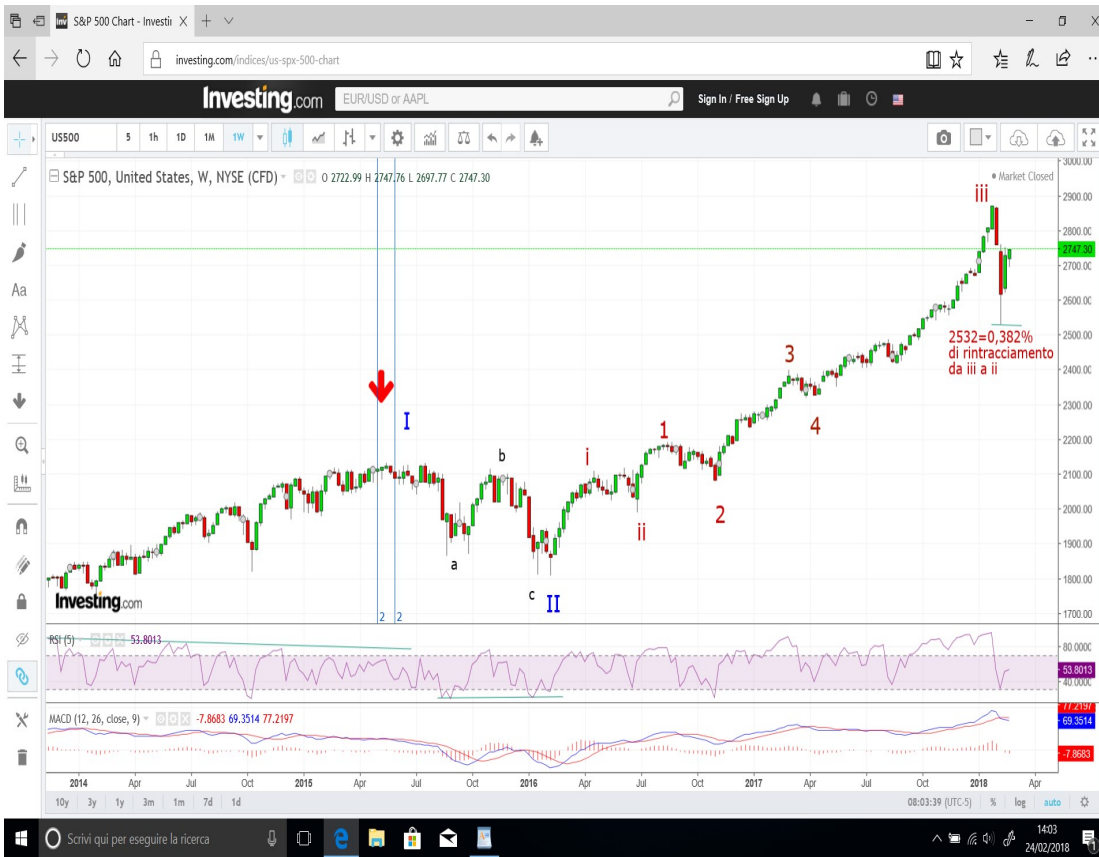 S&P 500 Chart - Investi
investing.com/indices/us-spx-500-chart
Investing.com
EUR/USD or AAPL
Sign In / Free Sign Up
US500 5 1h 1D 1M 1W
S&P 500, United States, W, NYSE (CFD) O 2722.99 H 2747.76 L 2697.77 C 2747.30
Market Closed
3000.00
2900.00
2800.00
2747.30
2700.00
2600.00
2500.00
2400.00
2300.00
2200.00
2100.00
2000.00
1900.00
1800.00
1700.00
iii
2532=0,382%
di rintracciamento
da iii a ii
3
4
I
1
b
i
2
ii
a
c
II
Investing.com
2 2
RSI (5) 53.8013
80.0000
53.8013
40.0000
MACD (12, 26, close, 9) -7.8683 69.3514 77.2197
77.2197
69.3514
-7.8683
2014 Apr Jul Oct 2015 Apr Jul Oct 2016 Apr Jul Oct 2017 Apr Jul Oct 2018 Apr
10y 3y 1y 3m 1m 7d 1d
08:03:39 (UTC-5) % log auto
Scrivi qui per eseguire la ricerca
14:03
24/02/2018